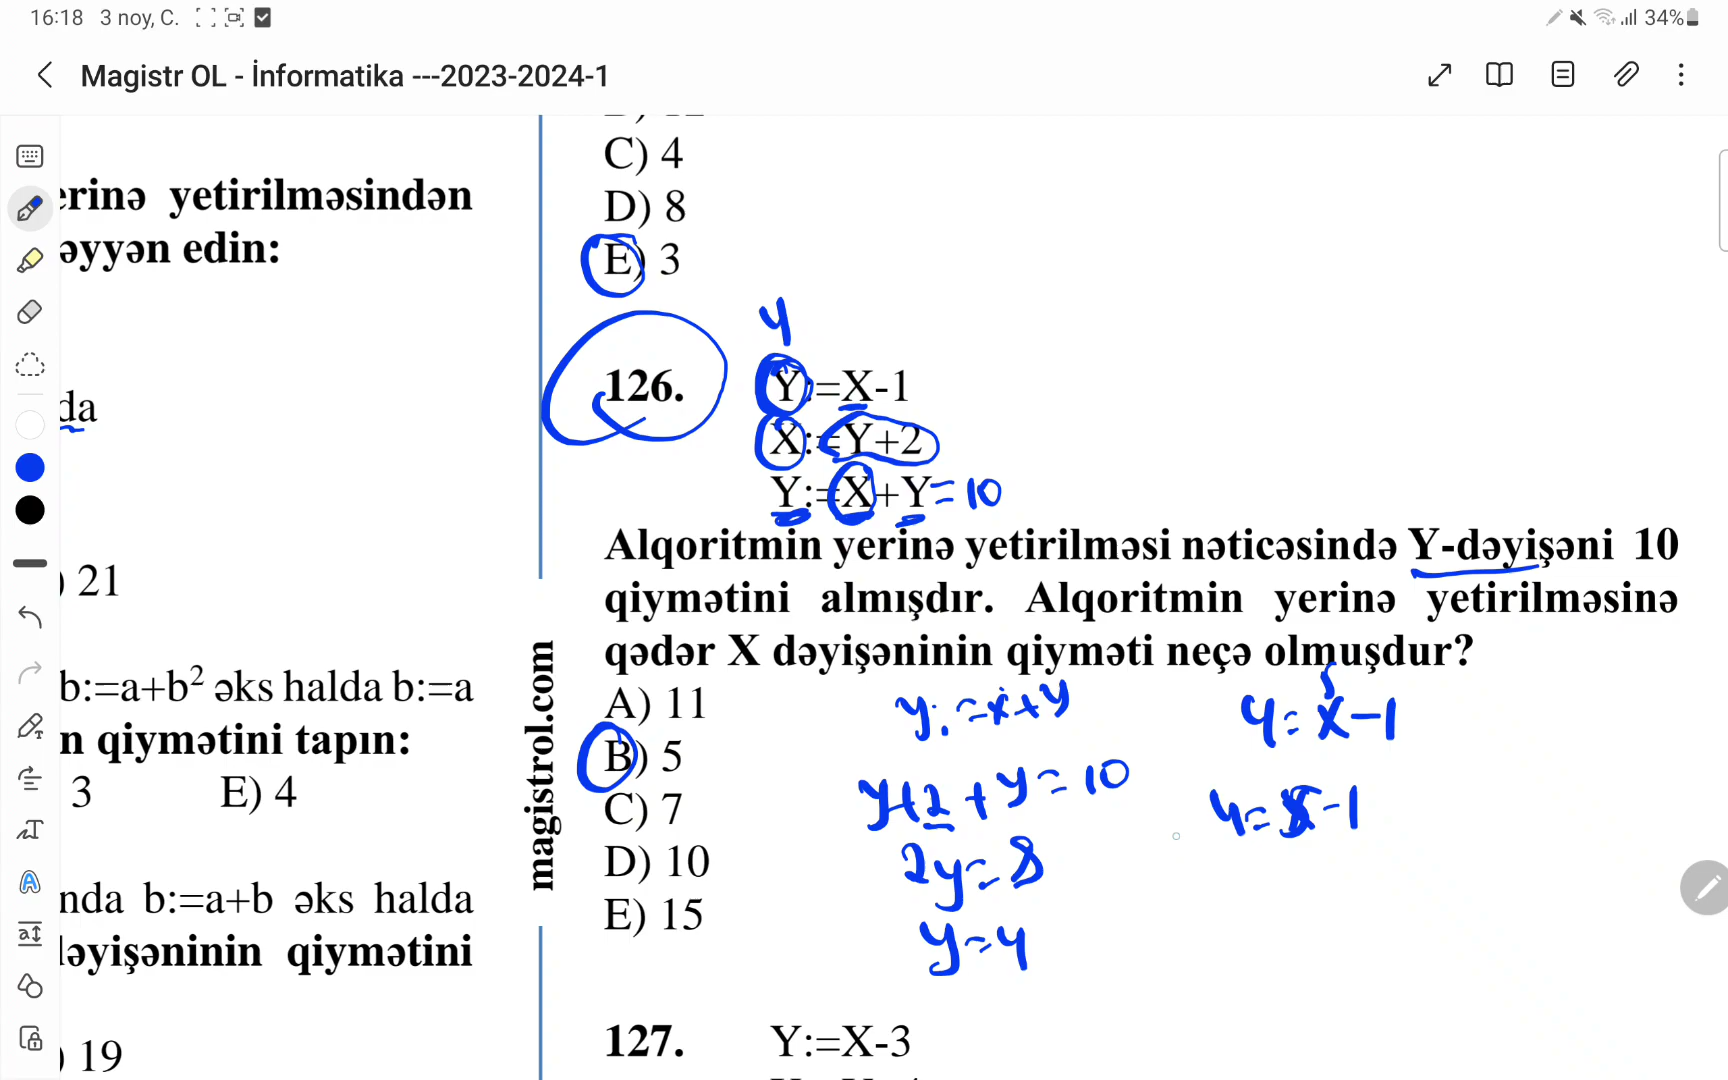 16:18 3 noy, C. 34%
Magistr OL - İnformatika ---2023-2024-1
erinə yetirilməsindən
əyyən edin:
da
) 21
b:=a+b² əks halda b:=a
n qiymətini tapın:
3 E) 4
nda b:=a+b əks halda
dəyişəninin qiymətini
) 19
magistrol.com
C) 4
D) 8
E) 3
4
126. Y:=X-1
X:=Y+2
Y:=X+Y = 10
Alqoritmin yerinə yetirilməsi nəticəsində Y-dəyişəni 10
qiymətini almışdır. Alqoritmin yerinə yetirilməsinə
qədər X dəyişəninin qiyməti neçə olmuşdur?
A) 11
B) 5
C) 7
D) 10
E) 15
y:=x+y
y+2+y=10
2y=8
y=4
5
4=x-1
127. Y:=X-3